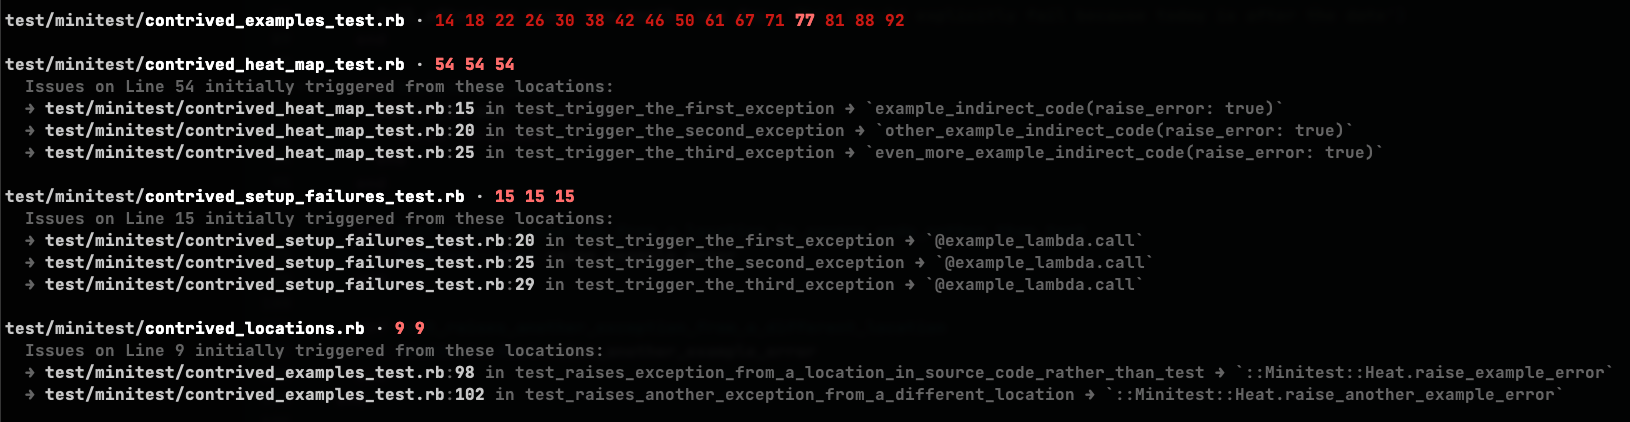 test/minitest/contrived_examples_test.rb · 14 18 22 26 30 38 42 46 50 61 67 71 77 81 88 92
test/minitest/contrived_heat_map_test.rb · 54 54 54
Issues on Line 54 initially triggered from these locations:
→ test/minitest/contrived_heat_map_test.rb:15 in test_trigger_the_first_exception → `example_indirect_code(raise_error: true)`
→ test/minitest/contrived_heat_map_test.rb:20 in test_trigger_the_second_exception → `other_example_indirect_code(raise_error: true)`
→ test/minitest/contrived_heat_map_test.rb:25 in test_trigger_the_third_exception → `even_more_example_indirect_code(raise_error: true)`
test/minitest/contrived_setup_failures_test.rb · 15 15 15
Issues on Line 15 initially triggered from these locations:
→ test/minitest/contrived_setup_failures_test.rb:20 in test_trigger_the_first_exception → `@example_lambda.call`
→ test/minitest/contrived_setup_failures_test.rb:25 in test_trigger_the_second_exception → `@example_lambda.call`
→ test/minitest/contrived_setup_failures_test.rb:29 in test_trigger_the_third_exception → `@example_lambda.call`
test/minitest/contrived_locations.rb · 9 9
Issues on Line 9 initially triggered from these locations:
→ test/minitest/contrived_examples_test.rb:98 in test_raises_exception_from_a_location_in_source_code_rather_than_test → `::Minitest::Heat.raise_example_error`
→ test/minitest/contrived_examples_test.rb:102 in test_raises_another_exception_from_a_different_location → `::Minitest::Heat.raise_another_example_error`